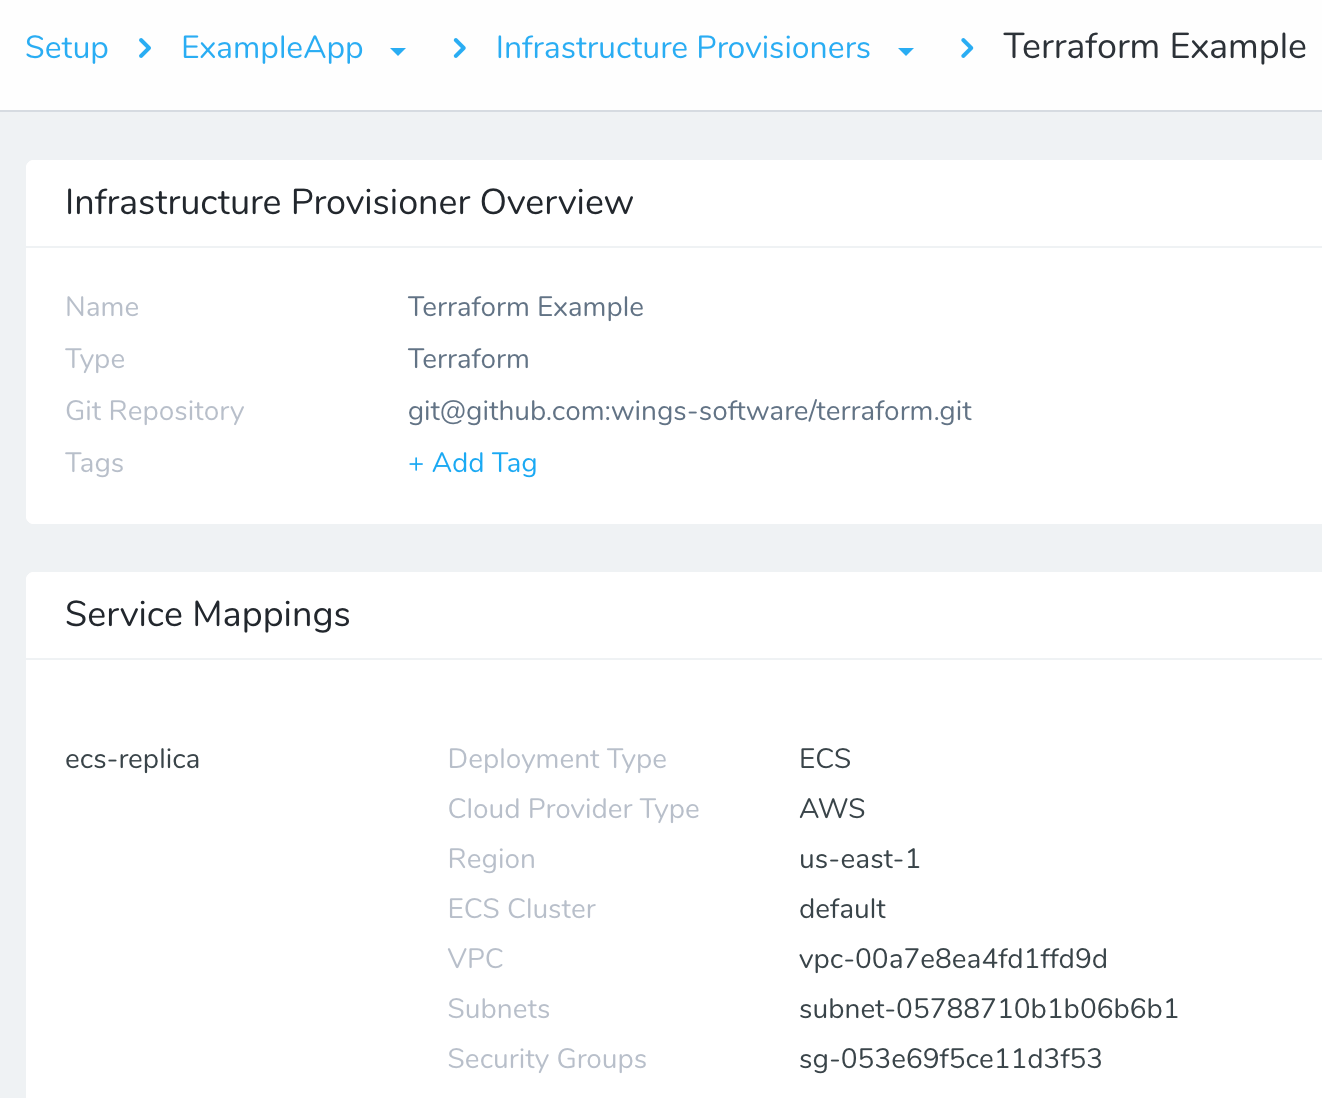 Setup > ExampleApp > Infrastructure Provisioners > Terraform Example
Infrastructure Provisioner Overview
Name Terraform Example
Type Terraform
Git Repository git@github.com:wings-software/terraform.git
Tags + Add Tag
Service Mappings
ecs-replica Deployment Type ECS
Cloud Provider Type AWS
Region us-east-1
ECS Cluster default
VPC vpc-00a7e8ea4fd1ffd9d
Subnets subnet-05788710b1b06b6b1
Security Groups sg-053e69f5ce11d3f53